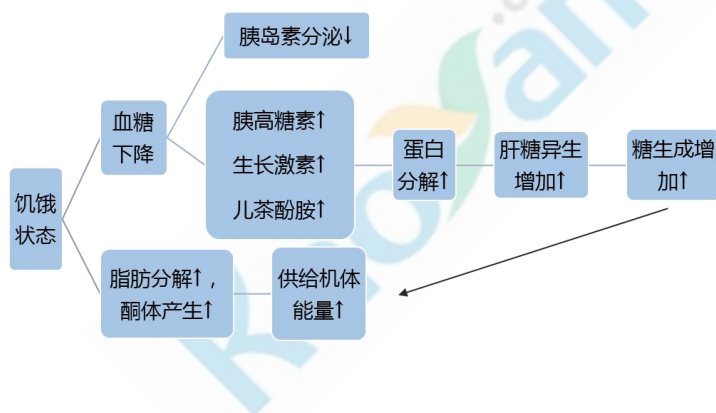 胰岛素分泌↓
血糖
下降
胰高糖素↑
生长激素↑
儿茶酚胺↑
蛋白
分解↑
肝糖异生
增加↑
糖生成增
加↑
饥饿
状态
脂肪分解↑，
酮体产生↑
供给机体
能量↑